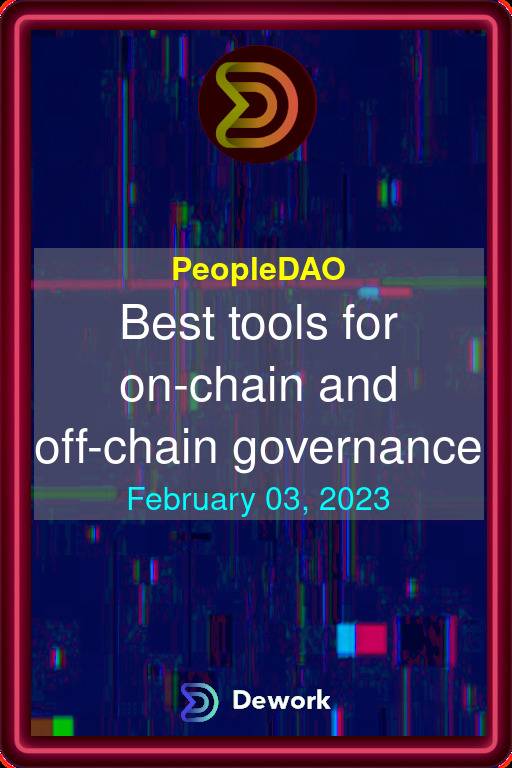 PeopleDAO
Best tools for
on-chain and
off-chain governance
February 03, 2023
Dework